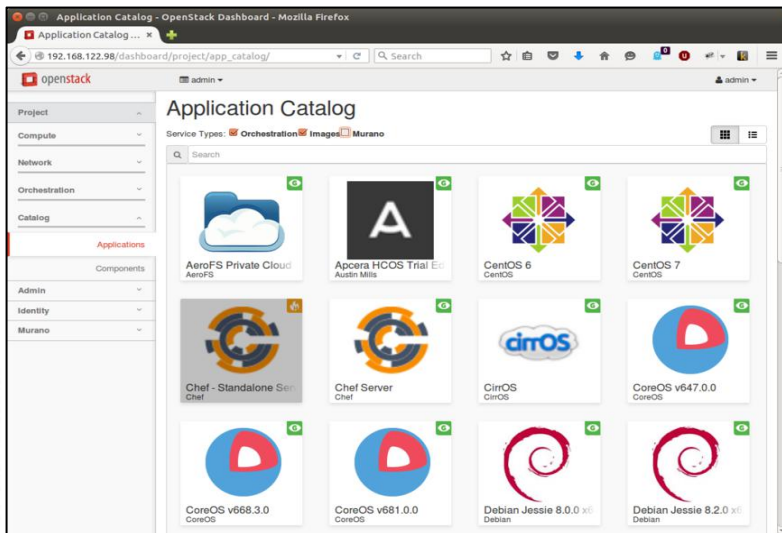 Application Catalog - OpenStack Dashboard - Mozilla Firefox
Application Catalog ... ×
192.168.122.98/dashboard/project/app_catalog/
Search
openstack
admin
admin
Project
Compute
Network
Orchestration
Catalog
Applications
Components
Admin
Identity
Murano
Application Catalog
Service Types: Orchestration Images Murano
Search
AeroFS Private Cloud
AeroFS
Apcera HCOS Trial Ed
Austin Mills
CentOS 6
CentOS
CentOS 7
CentOS
Chef - Standalone Ser
Chef
Chef Server
Chef
cirrOS
CirrOS
CirrOS
CoreOS v647.0.0
CoreOS
CoreOS v668.3.0
CoreOS
CoreOS v681.0.0
CoreOS
Debian Jessie 8.0.0 x6
Debian
Debian Jessie 8.2.0 x6
Debian